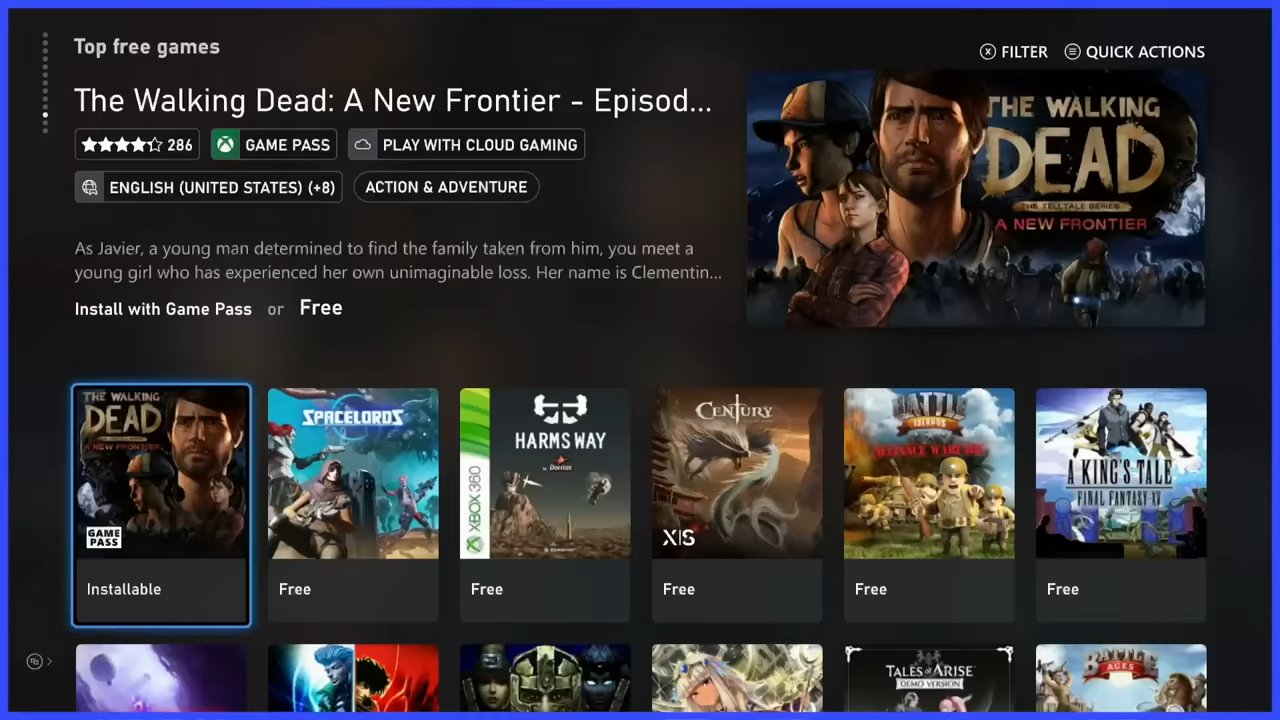 Top free games
FILTER
QUICK ACTIONS
The Walking Dead: A New Frontier - Episod...
286
GAME PASS
PLAY WITH CLOUD GAMING
ENGLISH (UNITED STATES) (+8)
ACTION & ADVENTURE
As Javier, a young man determined to find the family taken from him, you meet a
young girl who has experienced her own unimaginable loss. Her name is Clementin...
Install with Game Pass or Free
THE WALKING
DEAD
THE TELLTALE SERIES
A NEW FRONTIER
THE WALKING
DEAD
A NEW FRONTIER
GAME
PASS
Installable
SPACELORDS
Free
XBOX 360
HARMS WAY
by Doritos
Free
CENTURY
X|S
Free
BATTLE
ISLANDS
ALLIANCE WARFARE
Free
A KING'S TALE
FINAL FANTASY XV
Free
TALES OF ARISE
DEMO VERSION
BATTLE
AGES